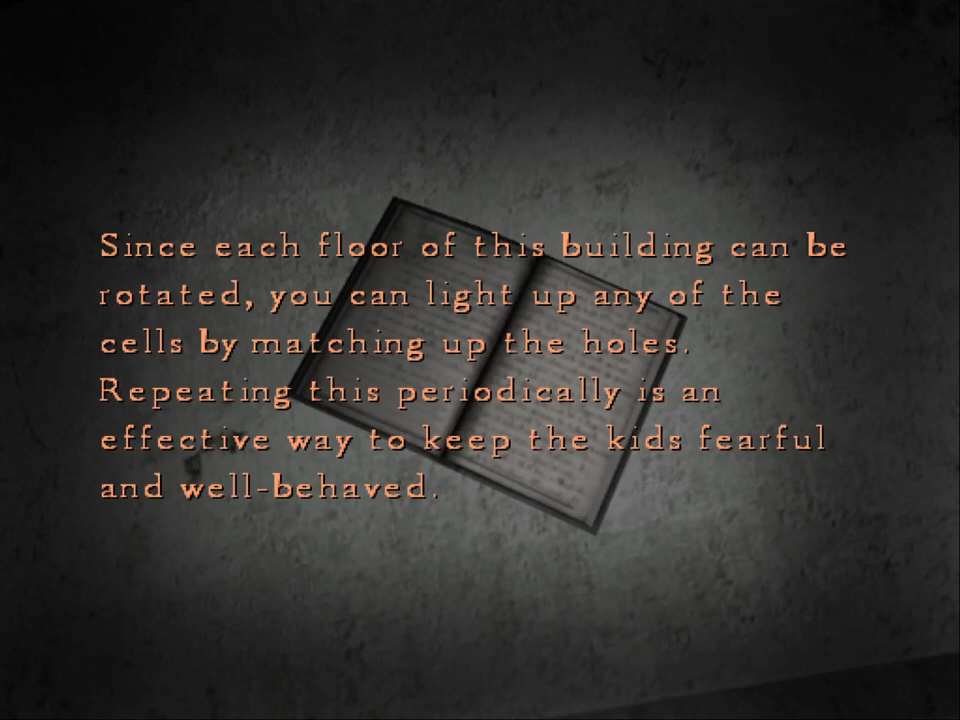 Since each floor of this building can be
rotated, you can light up any of the
cells by matching up the holes.
Repeating this periodically is an
effective way to keep the kids fearful
and well-behaved.